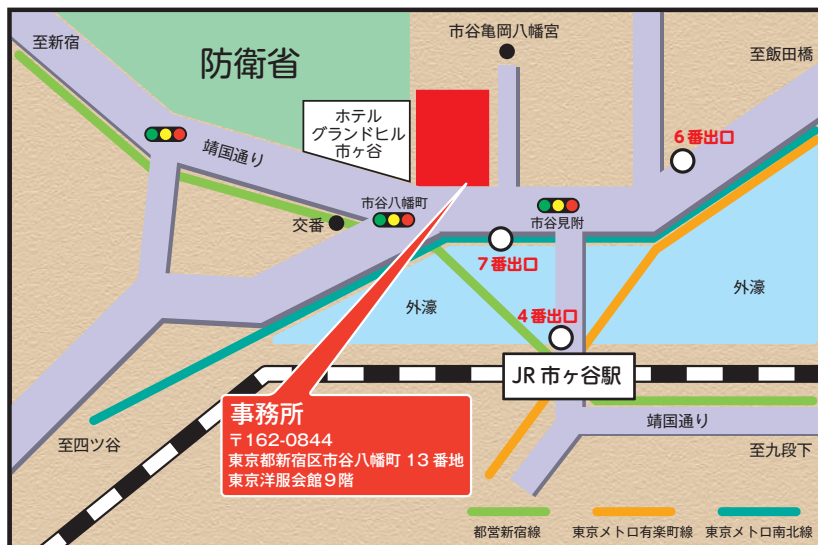 市谷亀岡八幡宮
至新宿
至飯田橋
防衛省
ホテル
グランドヒル
市ヶ谷
6番出口
靖国通り
市谷八幡町
市谷見附
交番
7番出口
外濠
外濠
4番出口
JR 市ヶ谷駅
事務所
〒162-0844
東京都新宿区市谷八幡町 13 番地
東京洋服会館9階
靖国通り
至四ツ谷
至九段下
都営新宿線
東京メトロ有楽町線
東京メトロ南北線